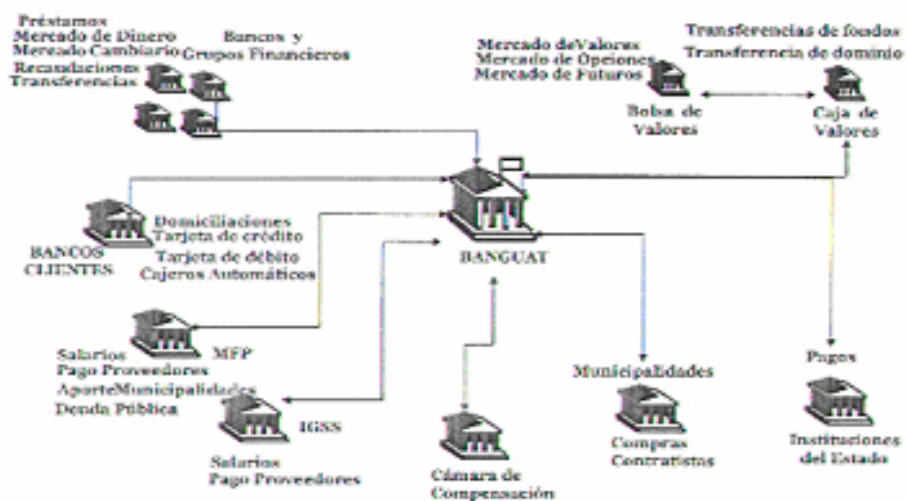 Préstamos
Mercado de Dinero
Mercado Cambiario
Recaudaciones
Transferencias
Bancos y
Grupos Financieros
Mercado deValores
Mercado de Opciones
Mercado de Futuros
Transferencias de fondos
Transferencia de dominio
Bolsa de
Valores
Caja de
Valores
BANCOS
CLIENTES
Domiciliaciones
Tarjeta de crédito
Tarjeta de débito
Cajeros Automáticos
BANGUAT
MFP
Salarios
Pago Proveedores
AporteMunicipalidades
Deuda Pública
IGSS
Salarios
Pago Proveedores
Cámara de
Compensación
Municipalidades
Compras
Contratistas
Pagos
Instituciones
del Estado